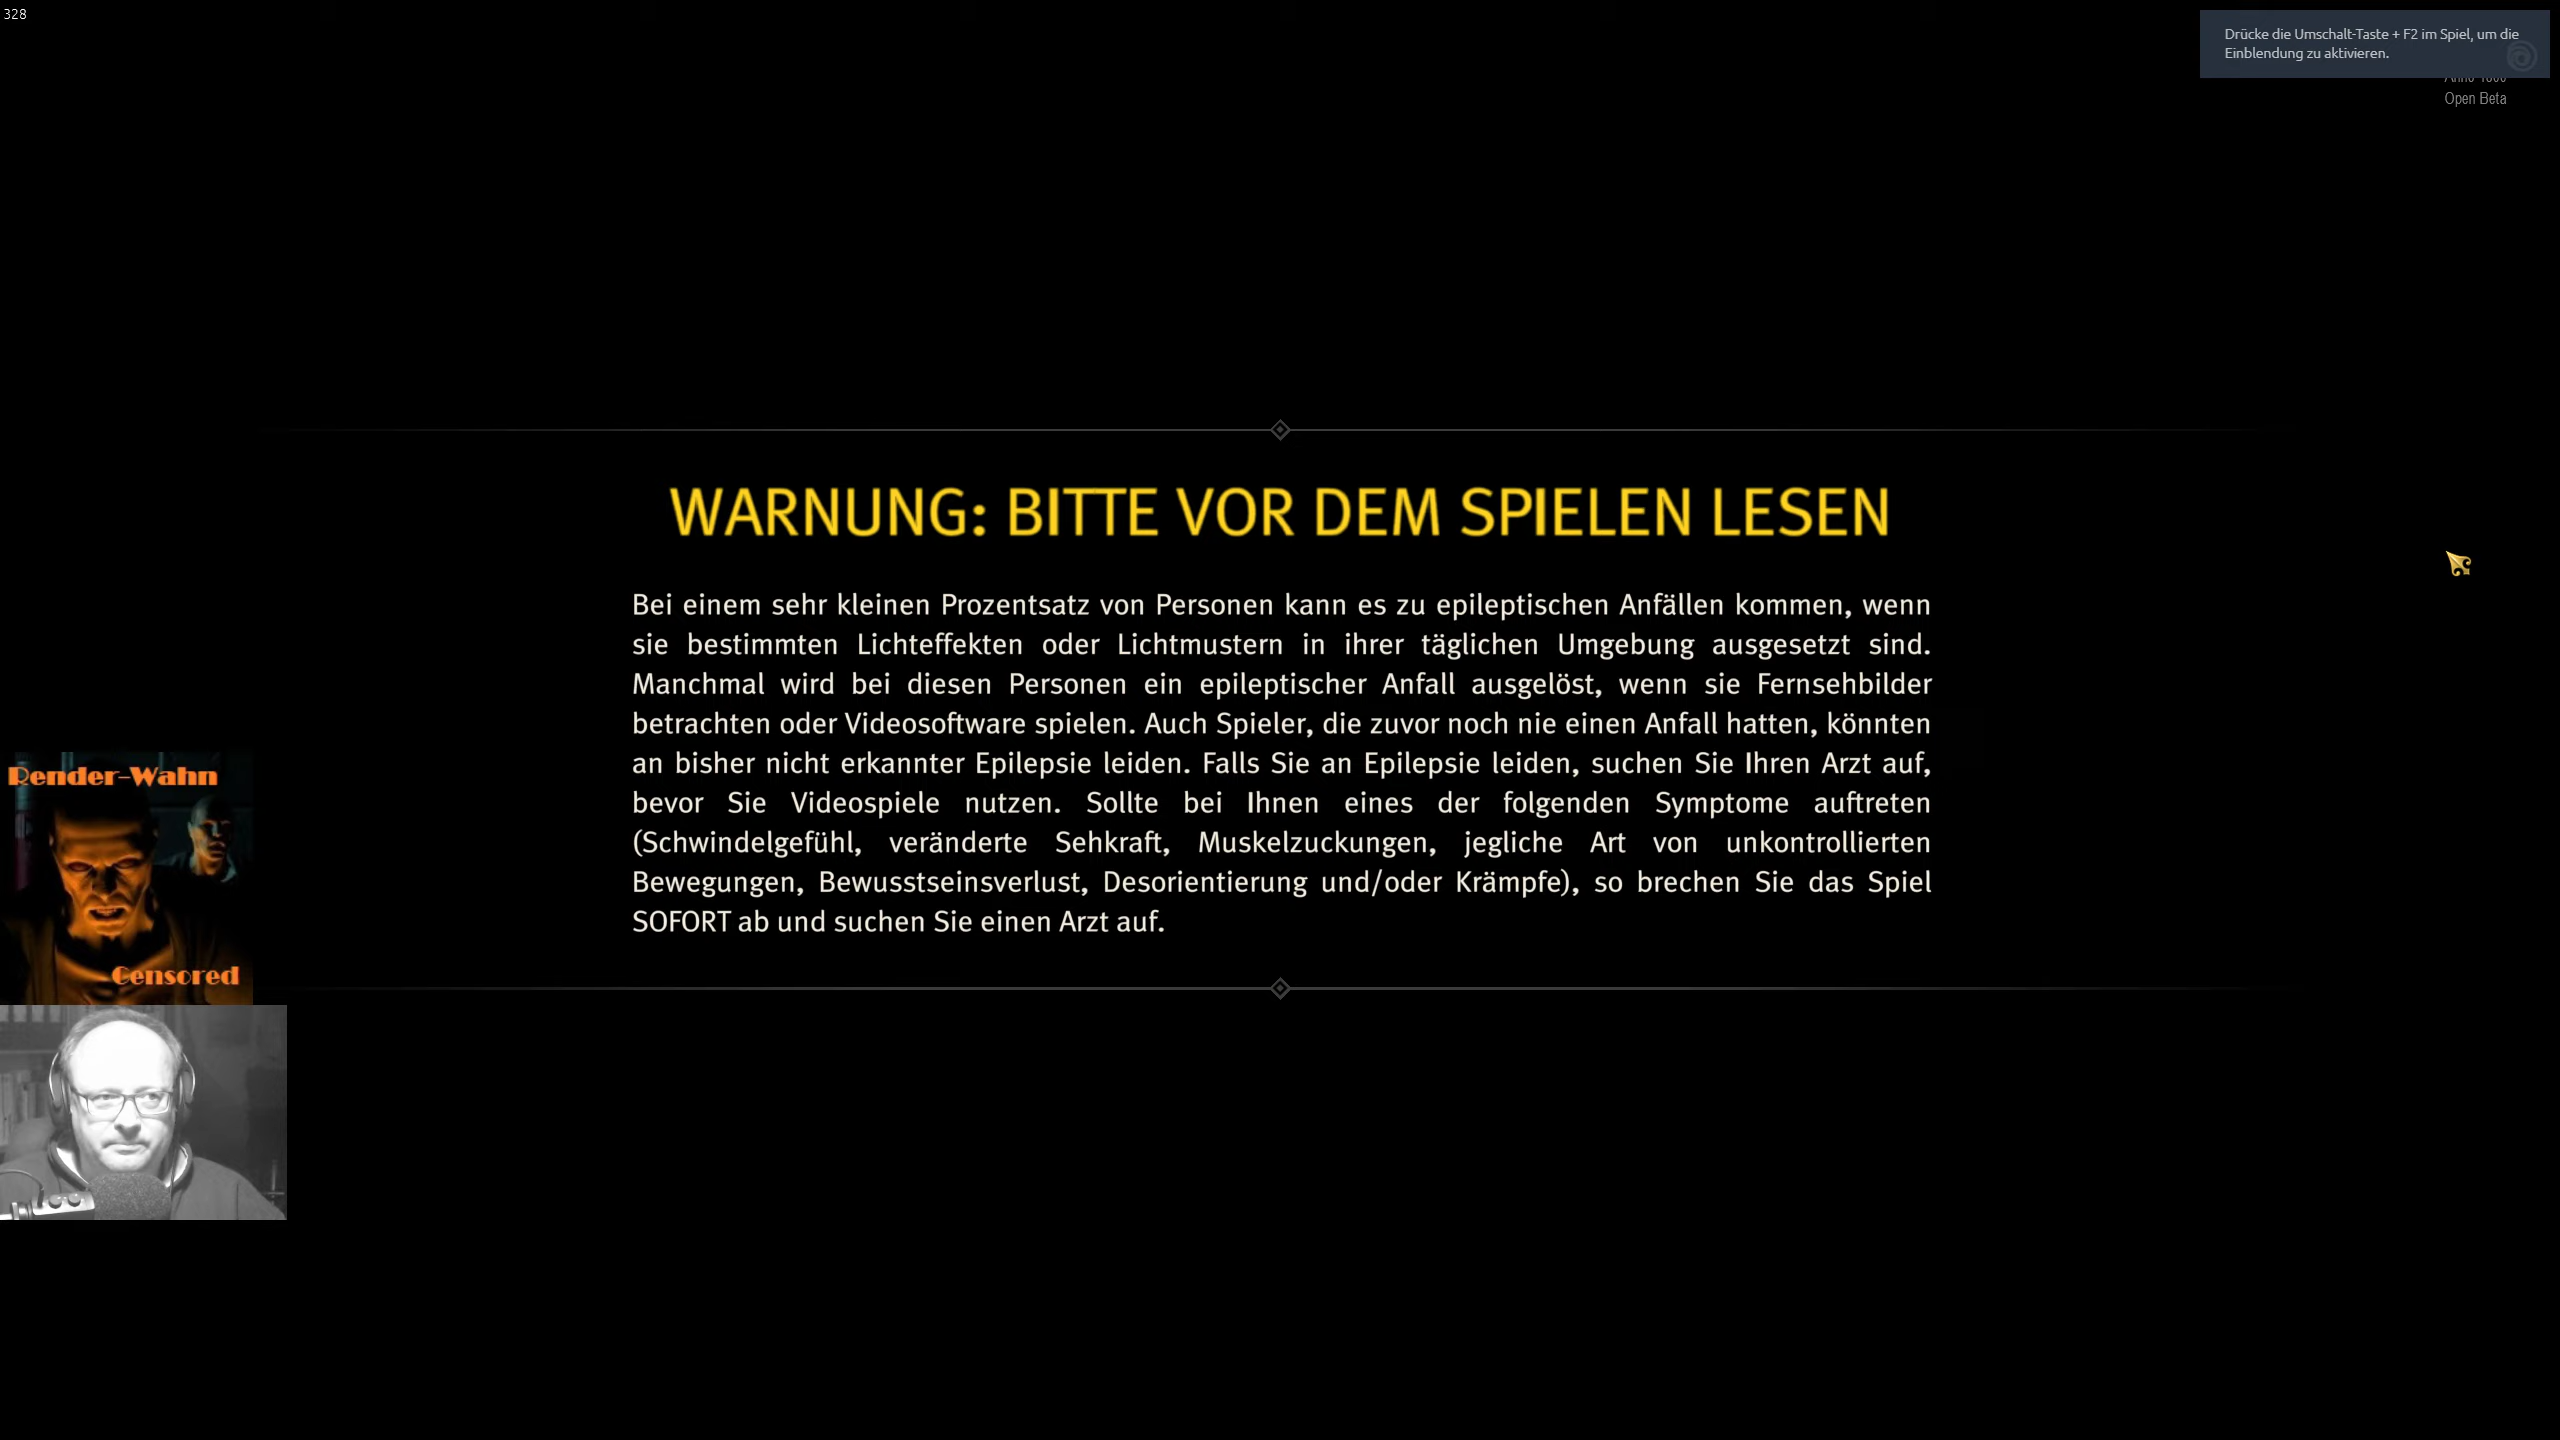 328
Drücke die Umschalt-Taste + F2 im Spiel, um die
Einblendung zu aktivieren.
Anno 1800
Open Beta
WARNUNG: BITTE VOR DEM SPIELEN LESEN
Bei einem sehr kleinen Prozentsatz von Personen kann es zu epileptischen Anfällen kommen, wenn
sie bestimmten Lichteffekten oder Lichtmustern in ihrer täglichen Umgebung ausgesetzt sind.
Manchmal wird bei diesen Personen ein epileptischer Anfall ausgelöst, wenn sie Fernsehbilder
betrachten oder Videosoftware spielen. Auch Spieler, die zuvor noch nie einen Anfall hatten, könnten
an bisher nicht erkannter Epilepsie leiden. Falls Sie an Epilepsie leiden, suchen Sie Ihren Arzt auf,
bevor Sie Videospiele nutzen. Sollte bei Ihnen eines der folgenden Symptome auftreten
(Schwindelgefühl, veränderte Sehkraft, Muskelzuckungen, jegliche Art von unkontrollierten
Bewegungen, Bewusstseinsverlust, Desorientierung und/oder Krämpfe), so brechen Sie das Spiel
SOFORT ab und suchen Sie einen Arzt auf.
Render-Wahn
Censored